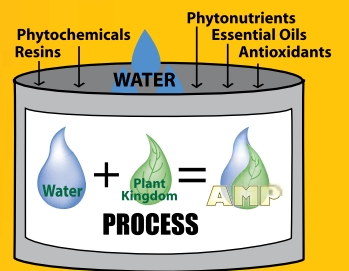 Phytochemicals
Resins
Phytonutrients
Essential Oils
Antioxidants
WATER
Water
+
Plant
Kingdom
=
AMP
PROCESS